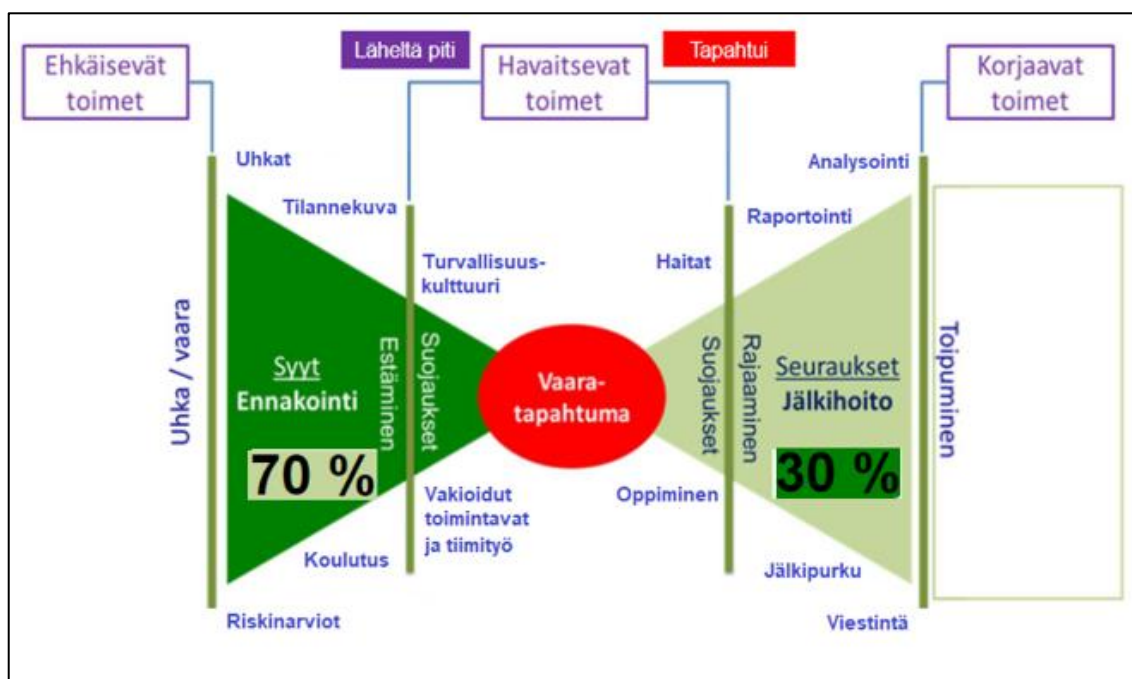 Läheltä piti
Tapahtui
Ehkäisevät
toimet
Havaitsevat
toimet
Korjaavat
toimet
Uhkat
Analysointi
Tilannekuva
Raportointi
Turvallisuus-
kulttuuri
Haitat
Uhka / vaara
Syyt
Ennakointi
70 %
Estäminen
Suojaukset
Vaara-
tapahtuma
Suojaukset
Rajaaminen
Seuraukset
Jälkihoito
30 %
Toipuminen
Vakioidut
toimintavat
ja tiimityö
Oppiminen
Koulutus
Jälkipurku
Riskinarviot
Viestintä